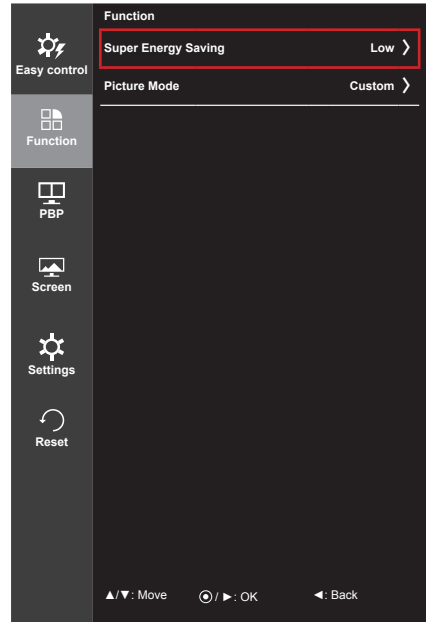 Easy control
Function
PBP
Screen
Settings
Reset
Function
Super Energy Saving Low ❯
Picture Mode Custom ❯
▲/▼: Move ◉/ ►: OK ◄: Back